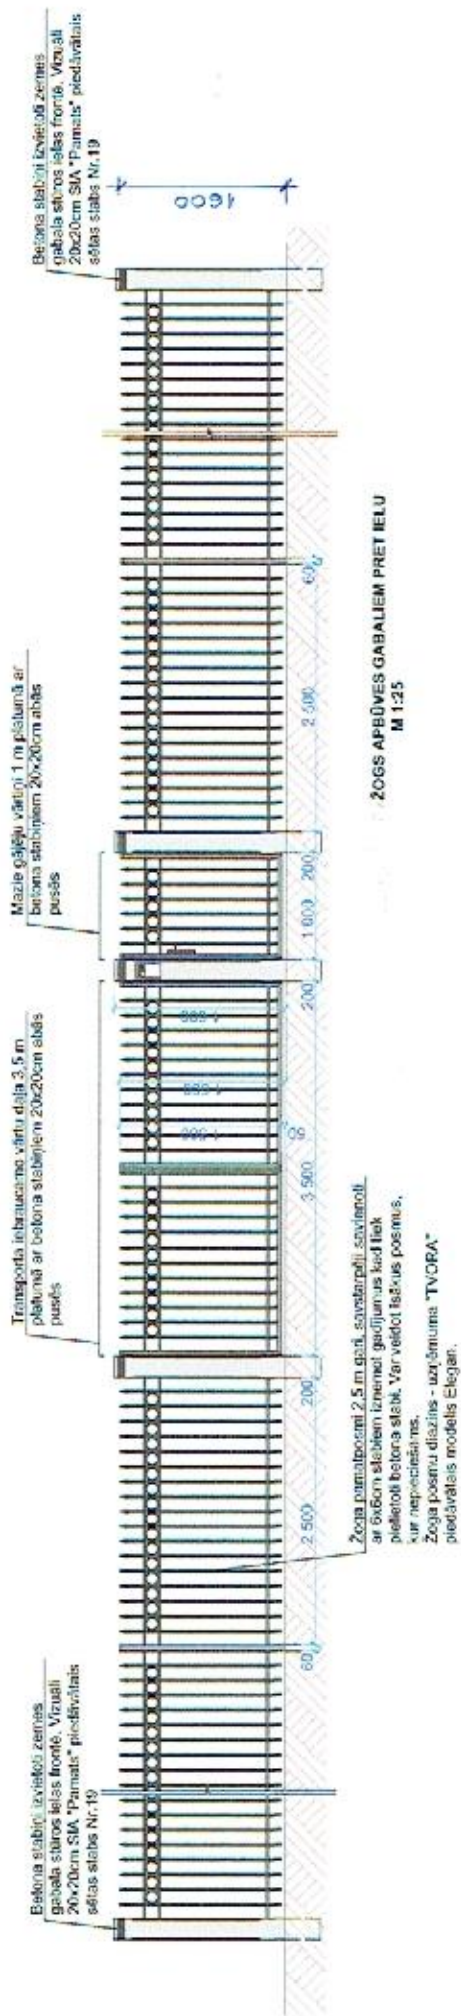 Betona stabiņi izvietoti zemes
gabala stūros ielas frontē. Vizuāli
20x20cm SIA "Pamats" piedāvātais
sētas stabs Nr.19
Transporta iebraucamo vārtu daļa 3,5 m
platumā ar betona stabiņiem 20x20cm abās
pusēs
Mazie gājēju vārtiņi 1 m platumā ar
betona stabiņiem 20x20cm abās
pusēs
Betona stabiņi izvietoti zemes
gabala stūros ielas frontē. Vizuāli
20x20cm SIA "Pamats" piedāvātais
sētas stabs Nr.19
1600
60
2 500
200
3 500
200
1 000
200
2 500
60
50
Žoga pamatposmi 2,5 m gari, savstarpēji savienoti
ar 6x6cm stabiem izņemot gadījumus kad tiek
pielietoti betona stabi. Var veidot īsākus posmus,
kur nepieciešams.
Žoga posmu dizains - uzņēmuma "TVORA"
piedāvātais modelis Elegan.
ŽOGS APBŪVES GABALIEM PRET IELU
M 1:25